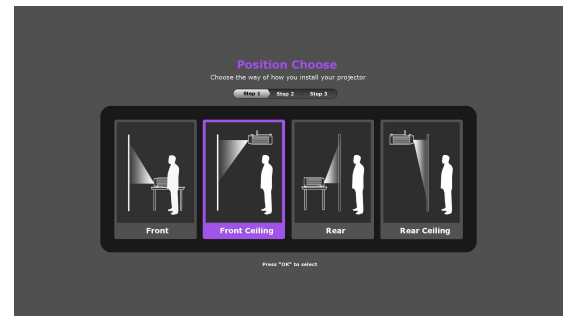 Position Choose
Choose the way of how you install your projector
Step 1 Step 2 Step 3
Front Front Ceiling Rear Rear Ceiling
Press "OK" to select